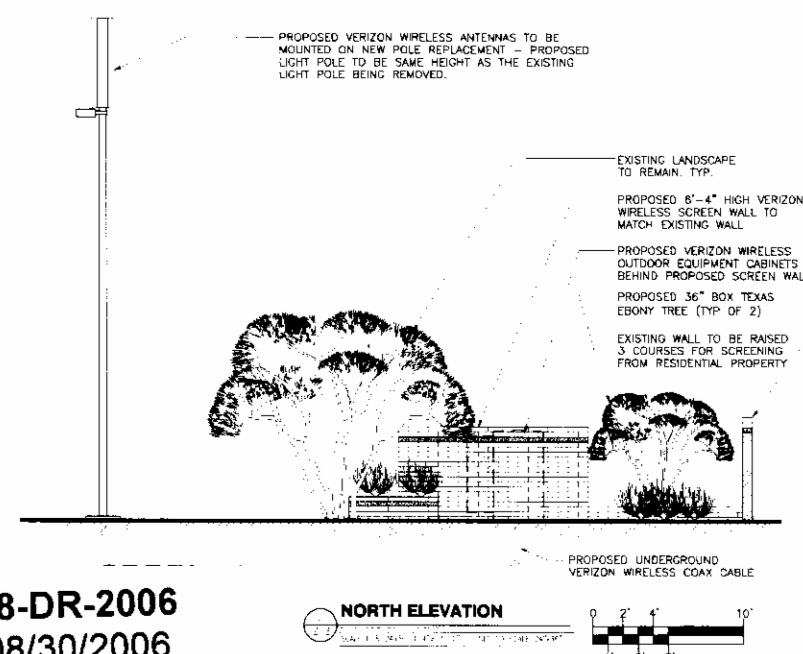 PROPOSED VERIZON WIRELESS ANTENNAS TO BE
MOUNTED ON NEW POLE REPLACEMENT – PROPOSED
LIGHT POLE TO BE SAME HEIGHT AS THE EXISTING
LIGHT POLE BEING REMOVED.
EXISTING LANDSCAPE
TO REMAIN. TYP.
PROPOSED 8'-4" HIGH VERIZON
WIRELESS SCREEN WALL TO
MATCH EXISTING WALL
PROPOSED VERIZON WIRELESS
OUTDOOR EQUIPMENT CABINETS
BEHIND PROPOSED SCREEN WAL
PROPOSED 36" BOX TEXAS
EBONY TREE (TYP OF 2)
EXISTING WALL TO BE RAISED
3 COURSES FOR SCREENING
FROM RESIDENTIAL PROPERTY
PROPOSED UNDERGROUND
VERIZON WIRELESS COAX CABLE
8-DR-2006
08/30/2006
NORTH ELEVATION
0 2' 4' 10'